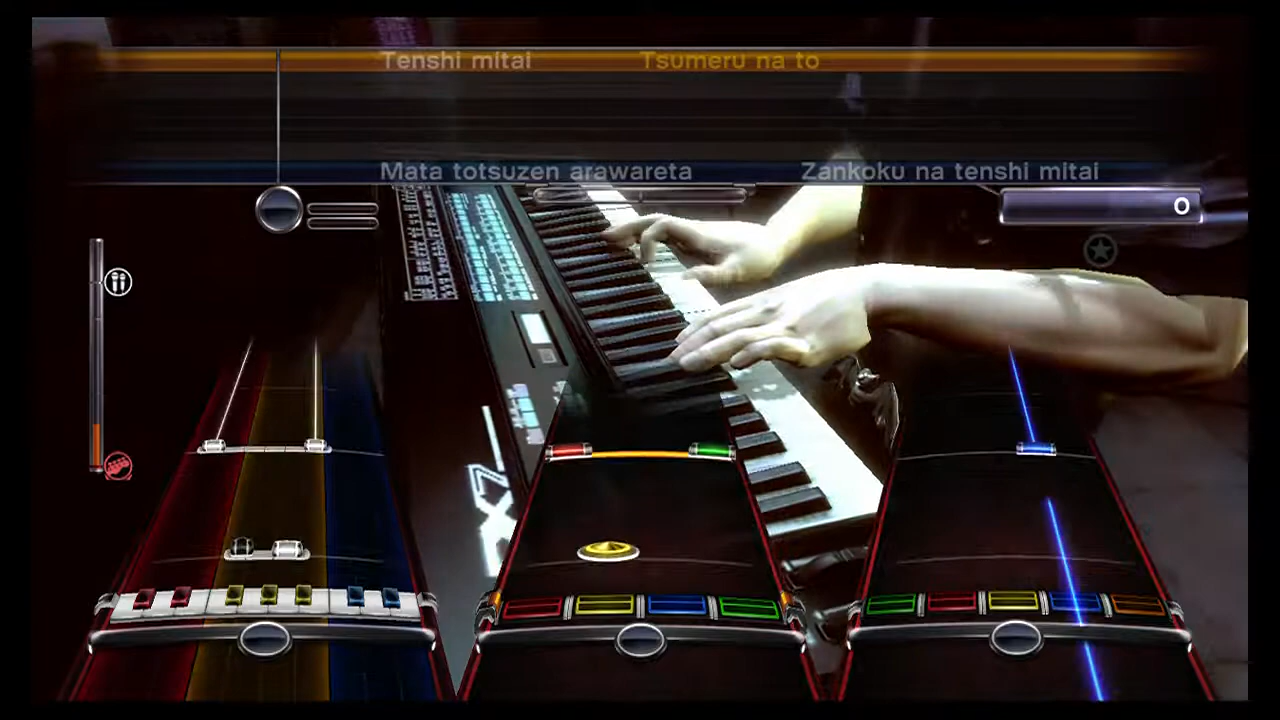 Tenshi mitai Tsumeru na to
Mata totsuzen arawareta Zankoku na tenshi mitai
0